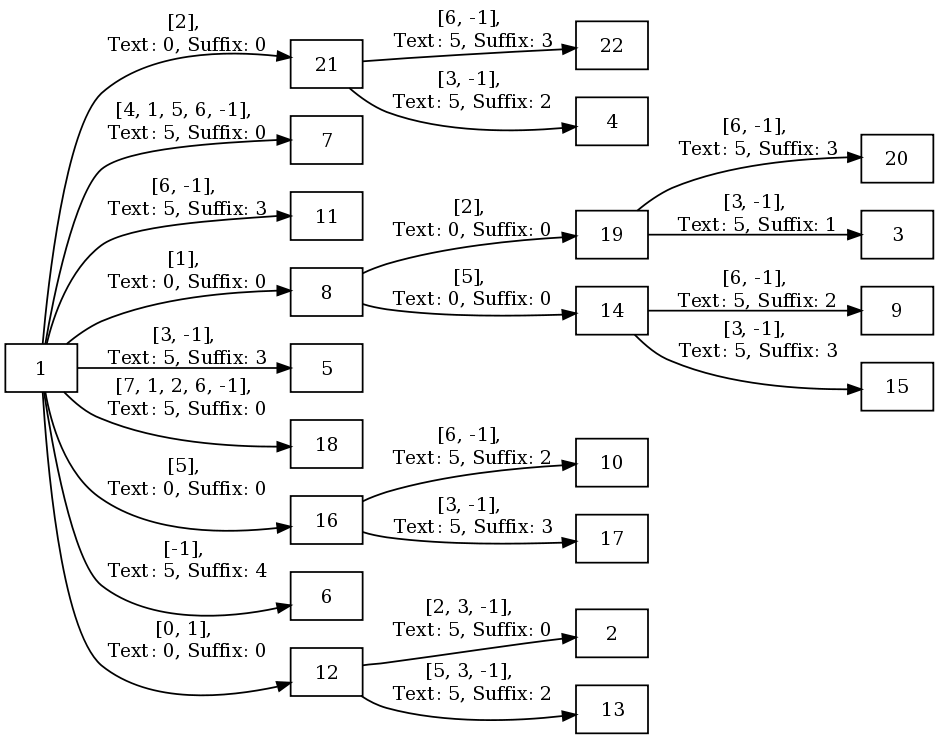 [2],
Text: 0, Suffix: 0
21
[6, -1],
Text: 5, Suffix: 3
22
[3, -1],
Text: 5, Suffix: 2
4
[4, 1, 5, 6, -1],
Text: 5, Suffix: 0
7
[6, -1],
Text: 5, Suffix: 3
11
[1],
Text: 0, Suffix: 0
8
[2],
Text: 0, Suffix: 0
19
[6, -1],
Text: 5, Suffix: 3
20
[3, -1],
Text: 5, Suffix: 1
3
[5],
Text: 0, Suffix: 0
14
[6, -1],
Text: 5, Suffix: 2
9
[3, -1],
Text: 5, Suffix: 3
15
1
[3, -1],
Text: 5, Suffix: 3
5
[7, 1, 2, 6, -1],
Text: 5, Suffix: 0
18
[5],
Text: 0, Suffix: 0
16
[6, -1],
Text: 5, Suffix: 2
10
[3, -1],
Text: 5, Suffix: 3
17
[-1],
Text: 5, Suffix: 4
6
[0, 1],
Text: 0, Suffix: 0
12
[2, 3, -1],
Text: 5, Suffix: 0
2
[5, 3, -1],
Text: 5, Suffix: 2
13